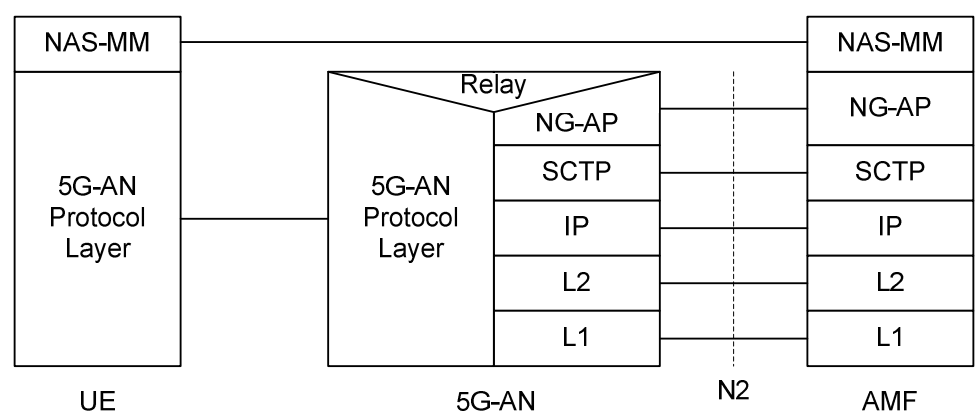 NAS-MM
NAS-MM
Relay
NG-AP
NG-AP
SCTP
SCTP
5G-AN
Protocol
Layer
5G-AN
Protocol
Layer
IP
IP
L2
L2
L1
L1
UE
5G-AN
N2
AMF